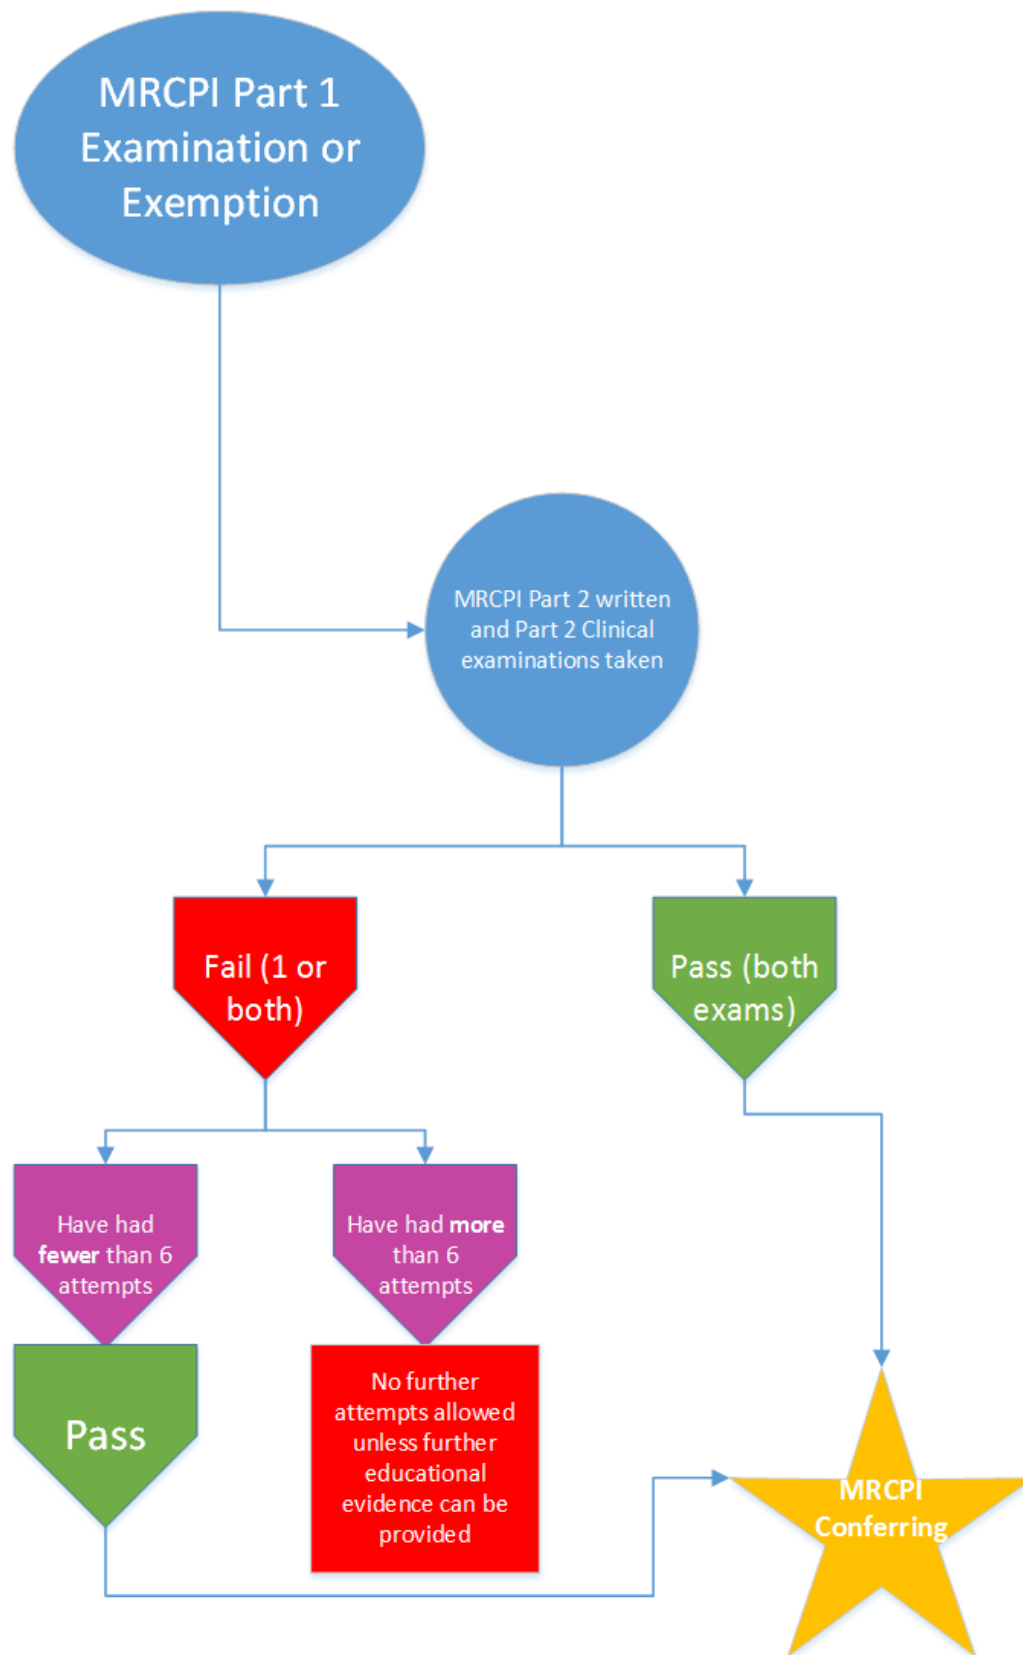 MRCPI Part 1
Examination or
Exemption
MRCPI Part 2 written
and Part 2 Clinical
examinations taken
Fail (1 or
both)
Pass (both
exams)
Have had
fewer than 6
attempts
Have had more
than 6
attempts
Pass
No further
attempts allowed
unless further
educational
evidence can be
provided
MRCPI
Conferring